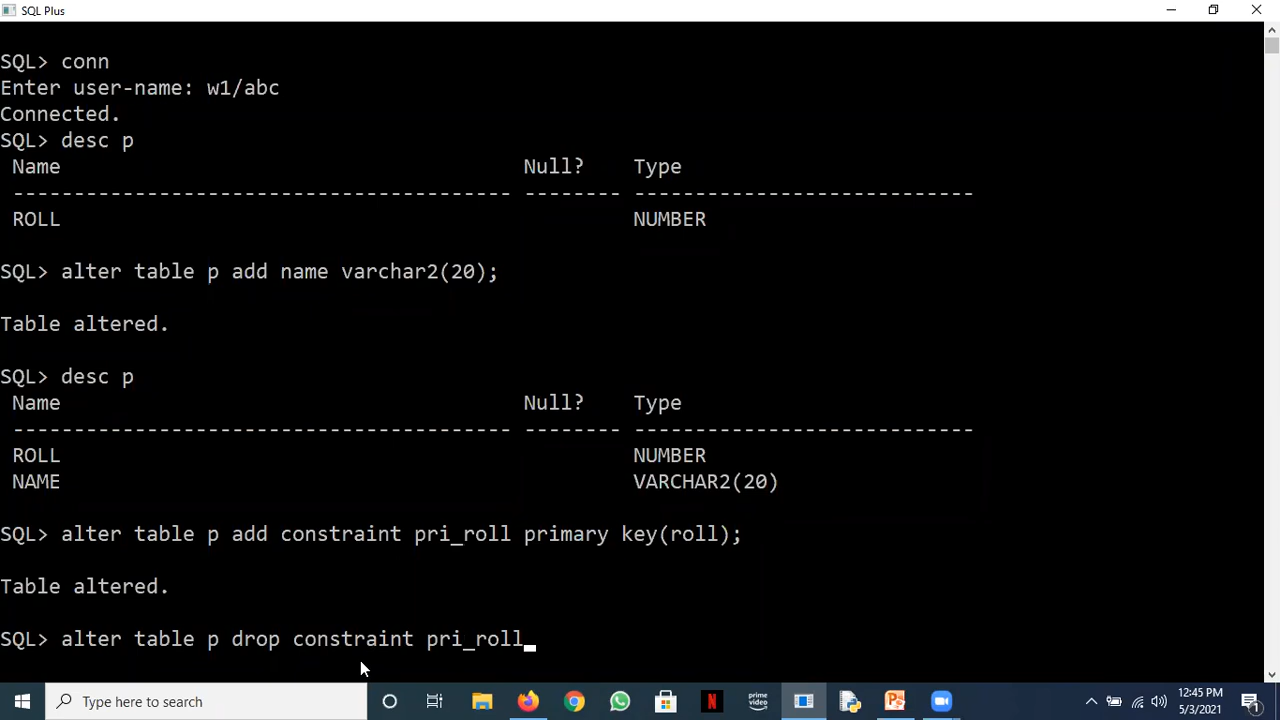 SQL Plus
SQL> conn
Enter user-name: w1/abc
Connected.
SQL> desc p
Name Null? Type
----------------------------------------- -------- ----------------------------
ROLL NUMBER
SQL> alter table p add name varchar2(20);
Table altered.
SQL> desc p
Name Null? Type
----------------------------------------- -------- ----------------------------
ROLL NUMBER
NAME VARCHAR2(20)
SQL> alter table p add constraint pri_roll primary key(roll);
Table altered.
SQL> alter table p drop constraint pri_roll
Type here to search
prime video
12:45 PM
5/3/2021